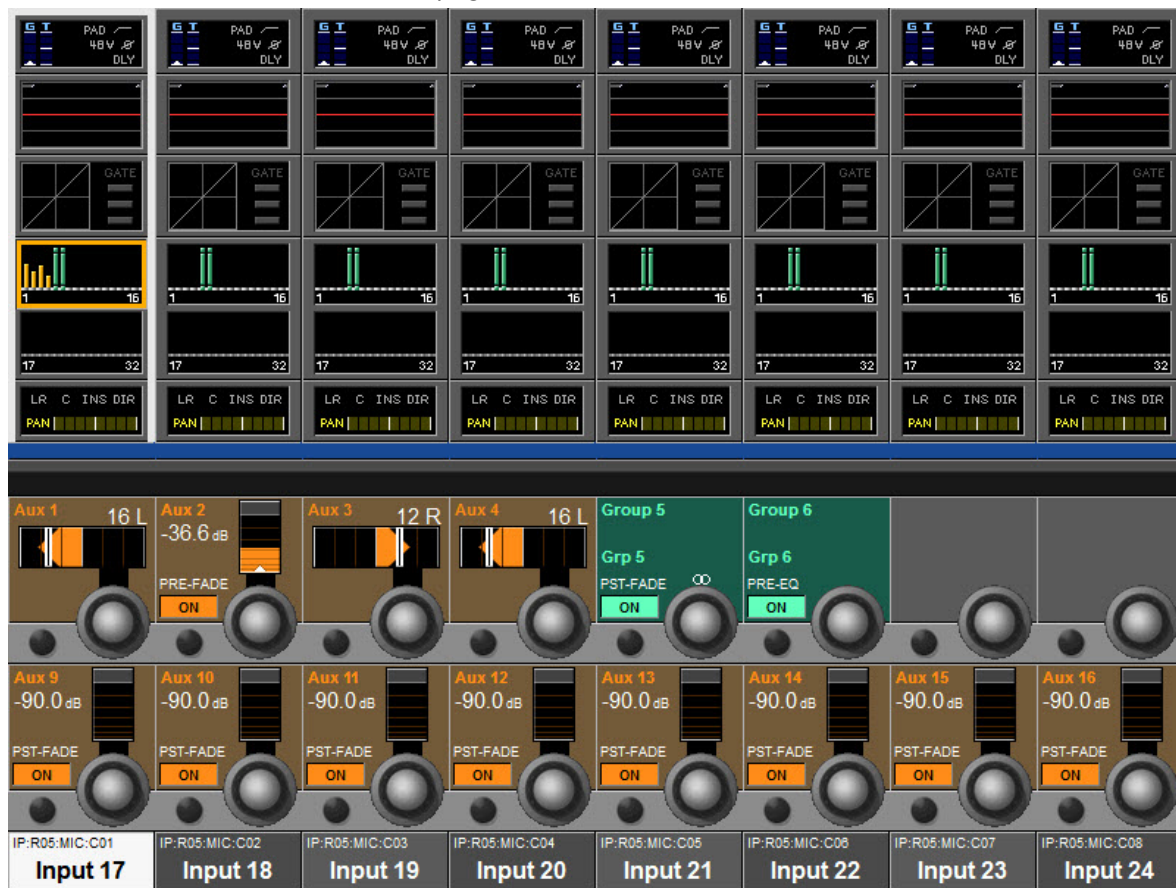 G T PAD G T PAD G T PAD G T PAD G T PAD G T PAD G T PAD G T PAD
48V 48V 48V 48V 48V 48V 48V 48V
DLY DLY DLY DLY DLY DLY DLY DLY
GATE GATE GATE GATE GATE GATE GATE GATE
1 16 1 16 1 16 1 16 1 16 1 16 1 16 1 16
17 32 17 32 17 32 17 32 17 32 17 32 17 32 17 32
LR C INS DIR LR C INS DIR LR C INS DIR LR C INS DIR LR C INS DIR LR C INS DIR LR C INS DIR LR C INS DIR
PAN PAN PAN PAN PAN PAN PAN PAN
Aux 1 16 L Aux 2 Aux 3 12 R Aux 4 16 L Group 5 Group 6
-36.6 dB
Grp 5 Grp 6
PRE-FADE PST-FADE PRE-EQ
ON ON ON
Aux 9 Aux 10 Aux 11 Aux 12 Aux 13 Aux 14 Aux 15 Aux 16
-90.0 dB -90.0 dB -90.0 dB -90.0 dB -90.0 dB -90.0 dB -90.0 dB -90.0 dB
PST-FADE PST-FADE PST-FADE PST-FADE PST-FADE PST-FADE PST-FADE PST-FADE
ON ON ON ON ON ON ON ON
IP:R05:MIC:C01 IP:R05:MIC:C02 IP:R05:MIC:C03 IP:R05:MIC:C04 IP:R05:MIC:C05 IP:R05:MIC:C06 IP:R05:MIC:C07 IP:R05:MIC:C08
Input 17 Input 18 Input 19 Input 20 Input 21 Input 22 Input 23 Input 24